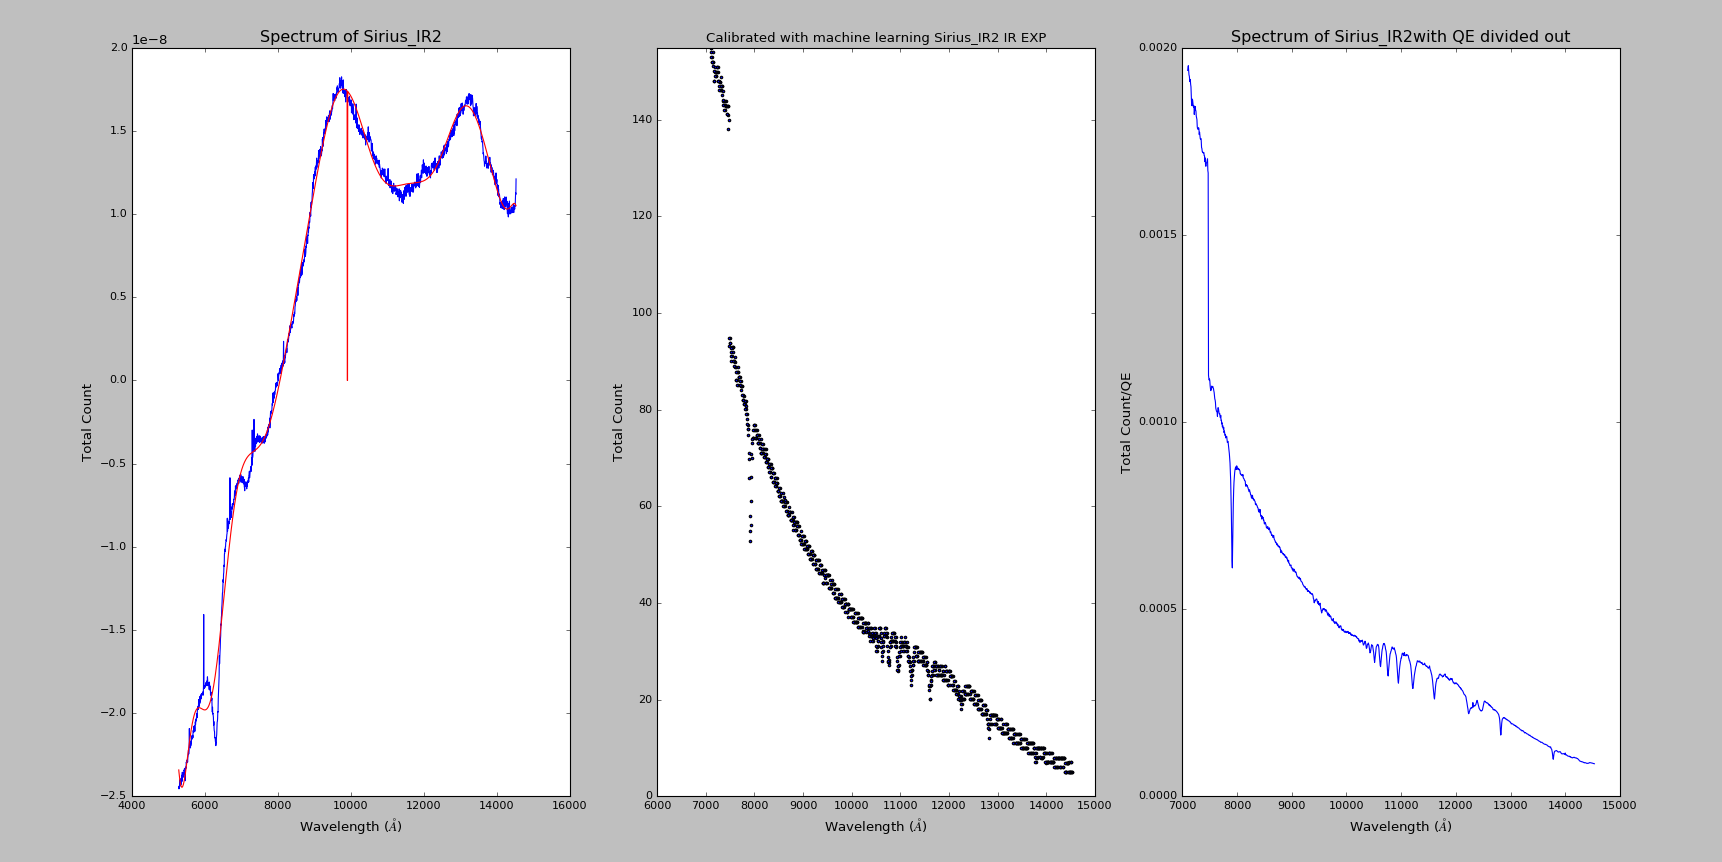 Spectrum of Sirius_IR2
1e−8
2.0
1.5
1.0
0.5
0.0
−0.5
−1.0
−1.5
−2.0
−2.5
Total Count
4000 6000 8000 10000 12000 14000 16000
Wavelength (Å)
Calibrated with machine learning Sirius_IR2 IR EXP
140
120
100
80
60
40
20
0
Total Count
6000 7000 8000 9000 10000 11000 12000 13000 14000 15000
Wavelength (Å)
Spectrum of Sirius_IR2with QE divided out
0.0020
0.0015
0.0010
0.0005
0.0000
Total Count/QE
7000 8000 9000 10000 11000 12000 13000 14000 15000
Wavelength (Å)